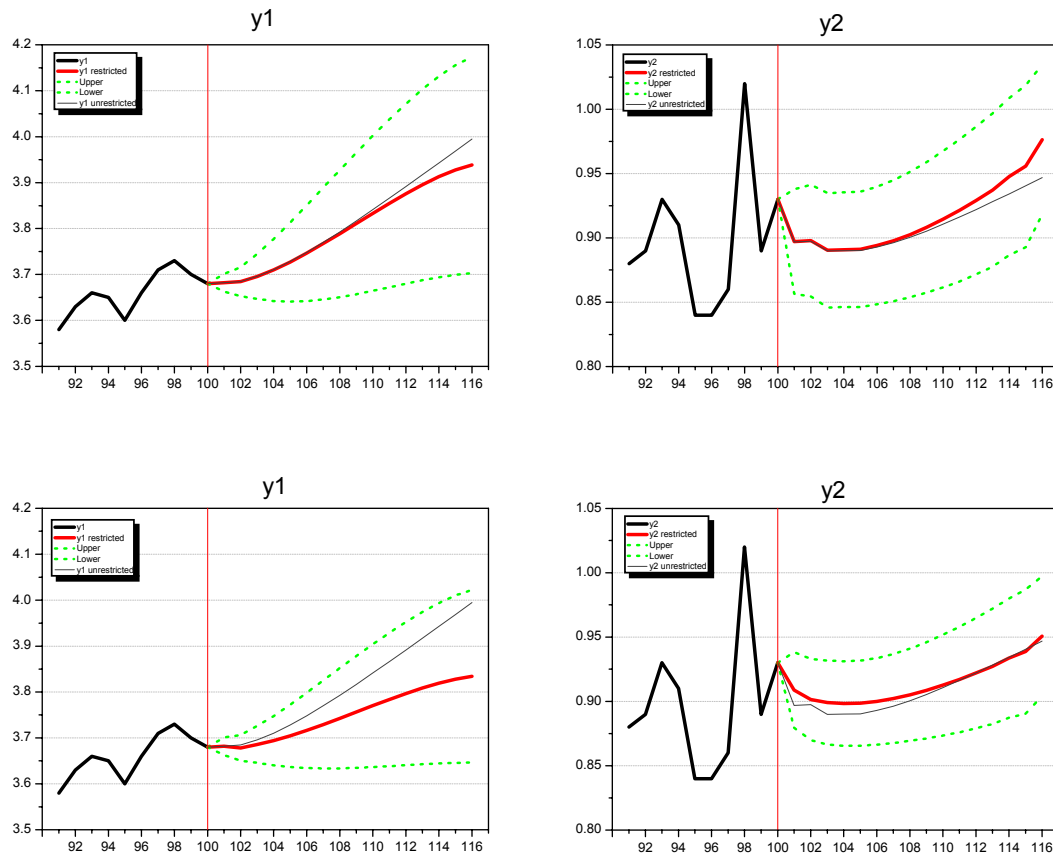 y1
4.2
4.1
4.0
3.9
3.8
3.7
3.6
3.5
y1
y1 restricted
Upper
Lower
y1 unrestricted
92 94 96 98 100 102 104 106 108 110 112 114 116
y2
1.05
1.00
0.95
0.90
0.85
0.80
y2
y2 restricted
Upper
Lower
y2 unrestricted
92 94 96 98 100 102 104 106 108 110 112 114 116
y1
4.2
4.1
4.0
3.9
3.8
3.7
3.6
3.5
y1
y1 restricted
Upper
Lower
y1 unrestricted
92 94 96 98 100 102 104 106 108 110 112 114 116
y2
1.05
1.00
0.95
0.90
0.85
0.80
y2
y2 restricted
Upper
Lower
y2 unrestricted
92 94 96 98 100 102 104 106 108 110 112 114 116